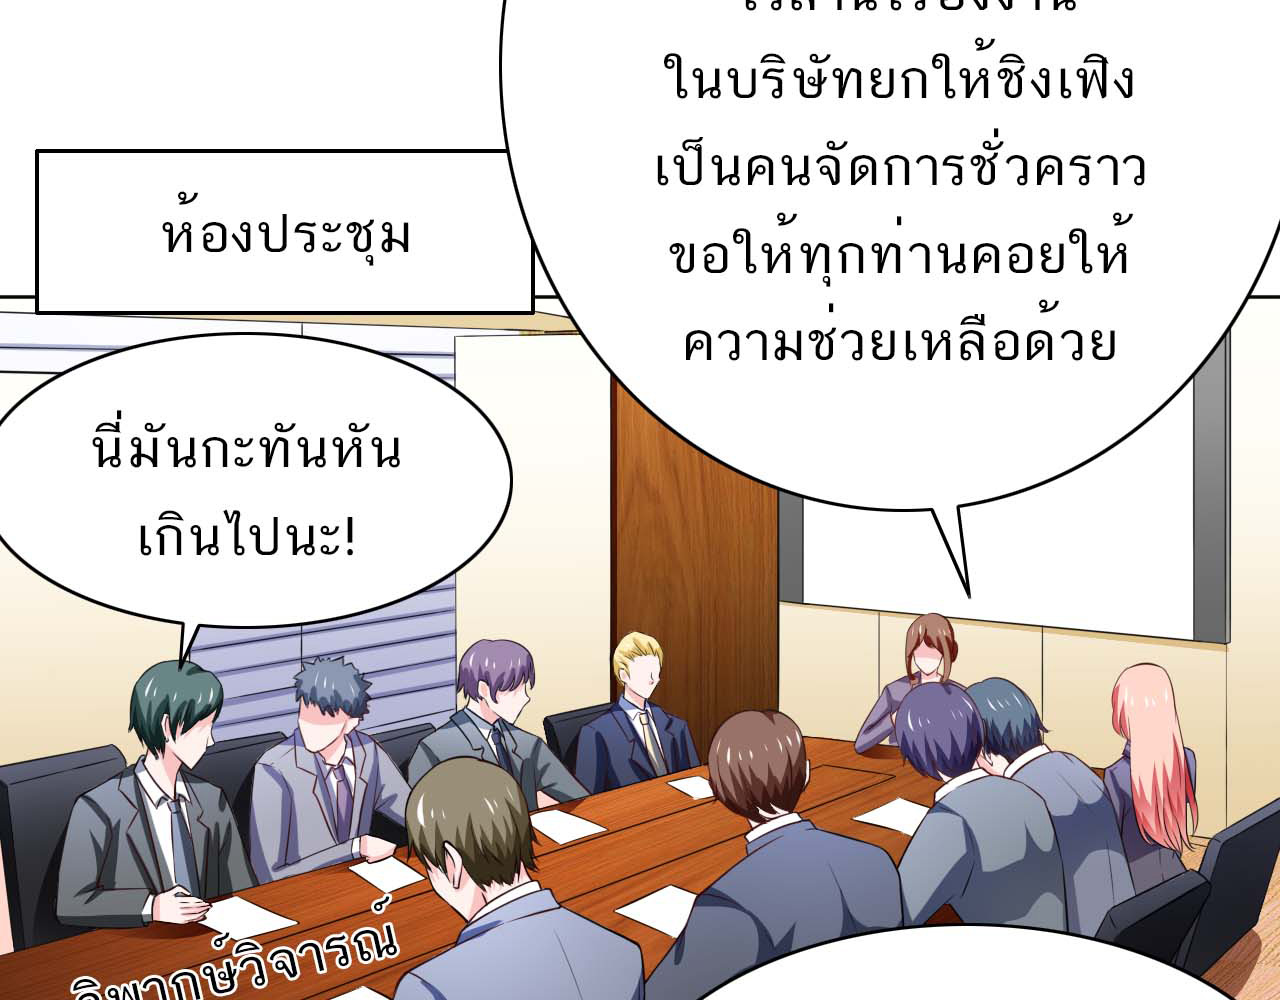 ในบริษัทยกให้ชิงเฟิง
เป็นคนจัดการชั่วคราว
ขอให้ทุกท่านคอยให้
ความช่วยเหลือด้วย
ห้องประชุม
นี่มันกะทันหัน
เกินไปนะ!
วิพากษ์วิจารณ์